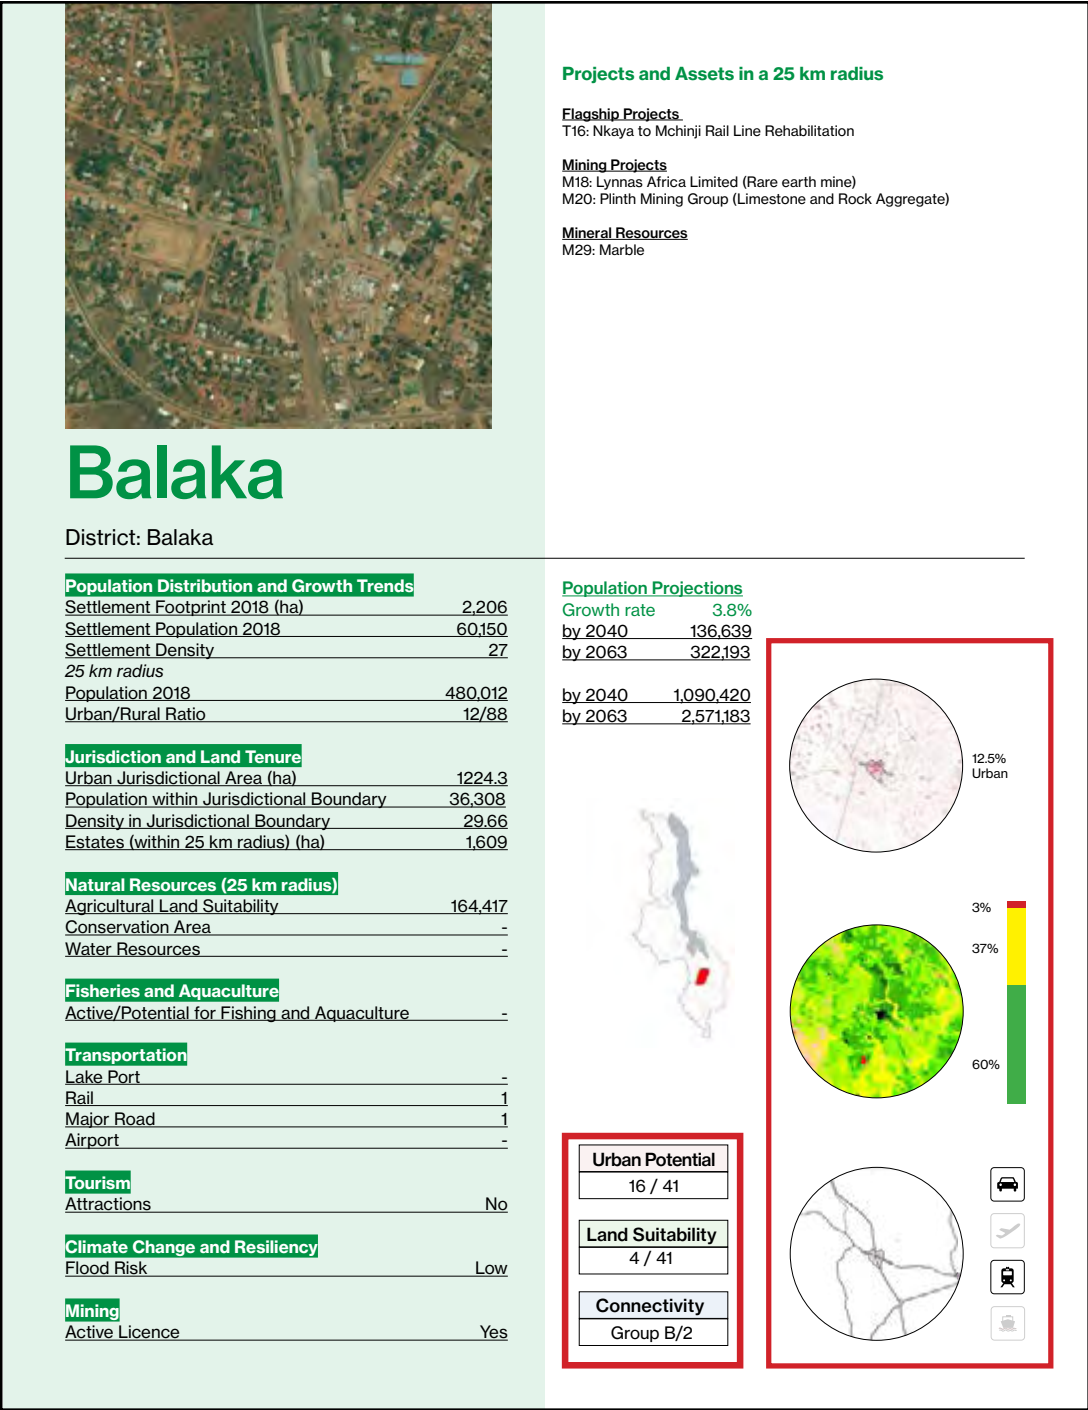 Projects and Assets in a 25 km radius
Flagship Projects
T16: Nkaya to Mchinji Rail Line Rehabilitation
Mining Projects
M18: Lynnas Africa Limited (Rare earth mine)
M20: Plinth Mining Group (Limestone and Rock Aggregate)
Mineral Resources
M29: Marble
Balaka
District: Balaka
Population Distribution and Growth Trends
Settlement Footprint 2018 (ha) 2,206
Settlement Population 2018 60,150
Settlement Density 27
25 km radius
Population 2018 480,012
Urban/Rural Ratio 12/88
Jurisdiction and Land Tenure
Urban Jurisdictional Area (ha) 1224.3
Population within Jurisdictional Boundary 36,308
Density in Jurisdictional Boundary 29.66
Estates (within 25 km radius) (ha) 1,609
Natural Resources (25 km radius)
Agricultural Land Suitability 164,417
Conservation Area -
Water Resources -
Fisheries and Aquaculture
Active/Potential for Fishing and Aquaculture -
Transportation
Lake Port -
Rail 1
Major Road 1
Airport -
Tourism
Attractions No
Climate Change and Resiliency
Flood Risk Low
Mining
Active Licence Yes
Population Projections
Growth rate 3.8%
by 2040 136,639
by 2063 322,193
by 2040 1,090,420
by 2063 2,571,183
Urban Potential
16 / 41
Land Suitability
4 / 41
Connectivity
Group B/2
12.5%
Urban
3%
37%
60%